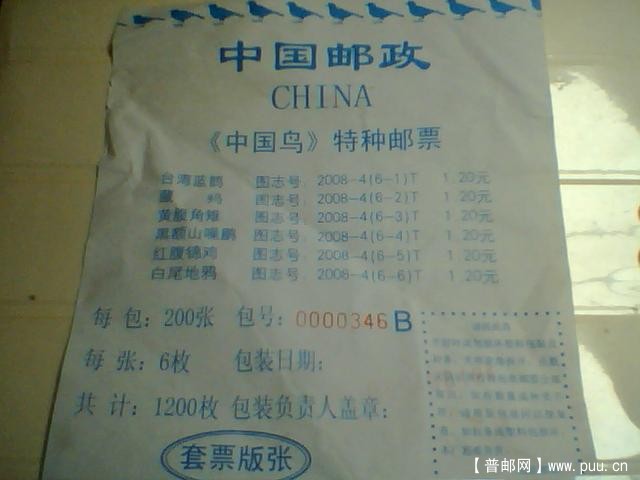 中国邮政
CHINA
《中国鸟》特种邮票
台湾蓝鹊 图志号: 2008-4(6-1)T 1.20元
藏 鹀 图志号: 2008-4(6-2)T 1.20元
黄腹角雉 图志号: 2008-4(6-3)T 1.20元
黑额山噪鹛 图志号: 2008-4(6-4)T 1.20元
红腹锦鸡 图志号: 2008-4(6-5)T 1.20元
白尾地鸦 图志号: 2008-4(6-6)T 1.20元
每 包: 200张 包号: 0000346 B
每 张: 6枚 包装日期:
共 计: 1200枚 包装负责人盖章:
套票版张
【普邮网】www.puu.cn